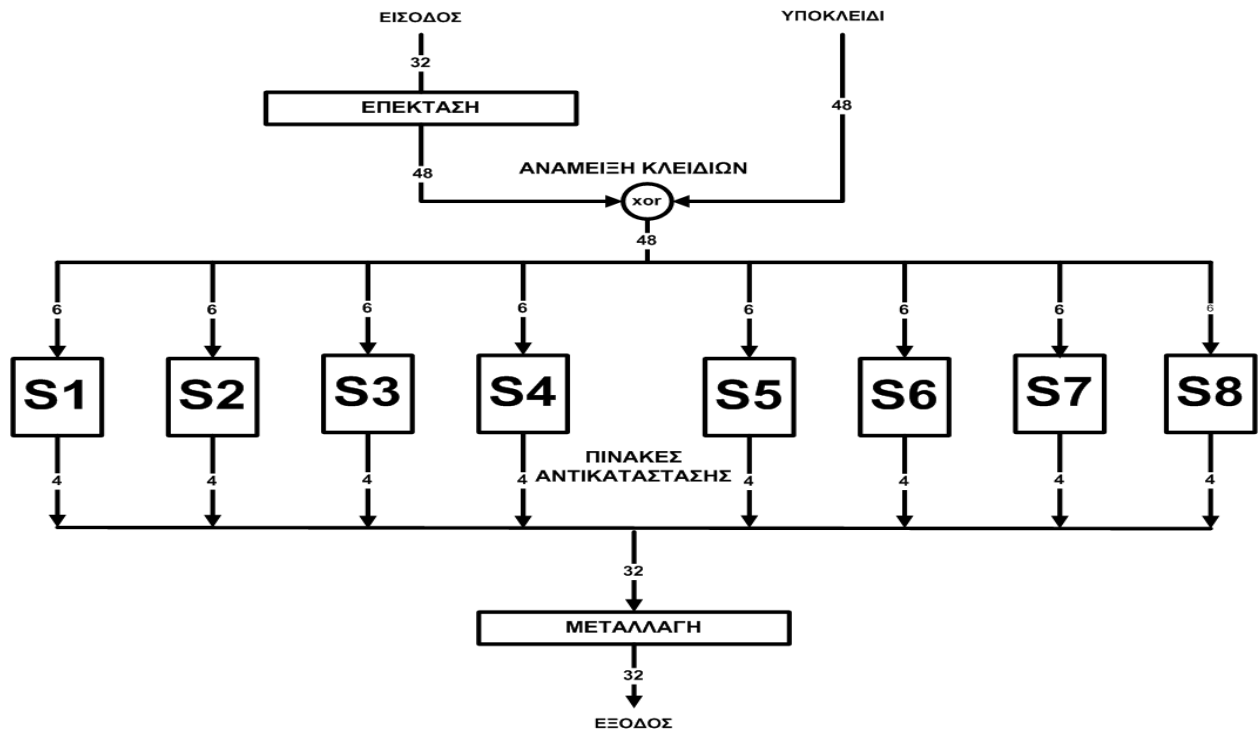 ΕΙΣΟΔΟΣ
ΥΠΟΚΛΕΙΔΙ
32
ΕΠΕΚΤΑΣΗ
48
48
ΑΝΑΜΕΙΞΗ ΚΛΕΙΔΙΩΝ
xor
48
6 6 6 6 6 6 6 6
S1 S2 S3 S4 S5 S6 S7 S8
ΠΙΝΑΚΕΣ
ΑΝΤΙΚΑΤΑΣΤΑΣΗΣ
4 4 4 4 4 4 4 4
32
ΜΕΤΑΛΛΑΓΗ
32
ΕΞΟΔΟΣ